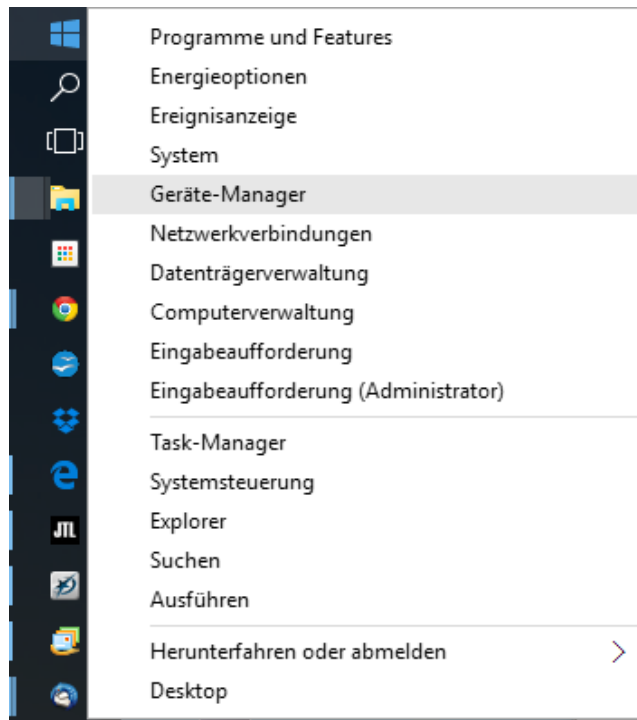 Programme und Features
Energieoptionen
Ereignisanzeige
System
Geräte-Manager
Netzwerkverbindungen
Datenträgerverwaltung
Computerverwaltung
Eingabeaufforderung
Eingabeaufforderung (Administrator)
Task-Manager
Systemsteuerung
Explorer
JTL
Suchen
Ausführen
Herunterfahren oder abmelden
Desktop